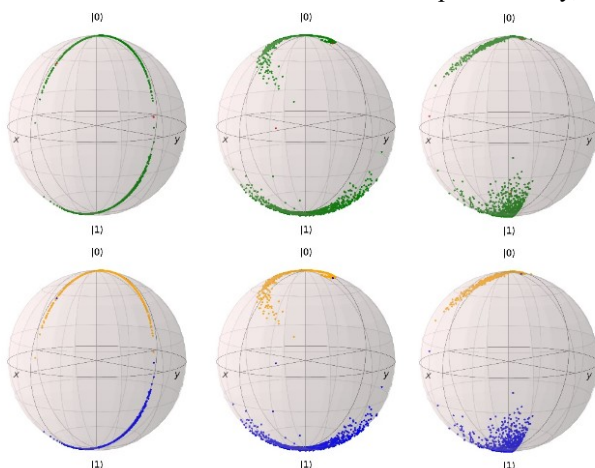 |0⟩ |0⟩ |0⟩
x y x y x y
|1⟩ |1⟩ |1⟩
|0⟩ |0⟩ |0⟩
x y x y x y
|1⟩ |1⟩ |1⟩